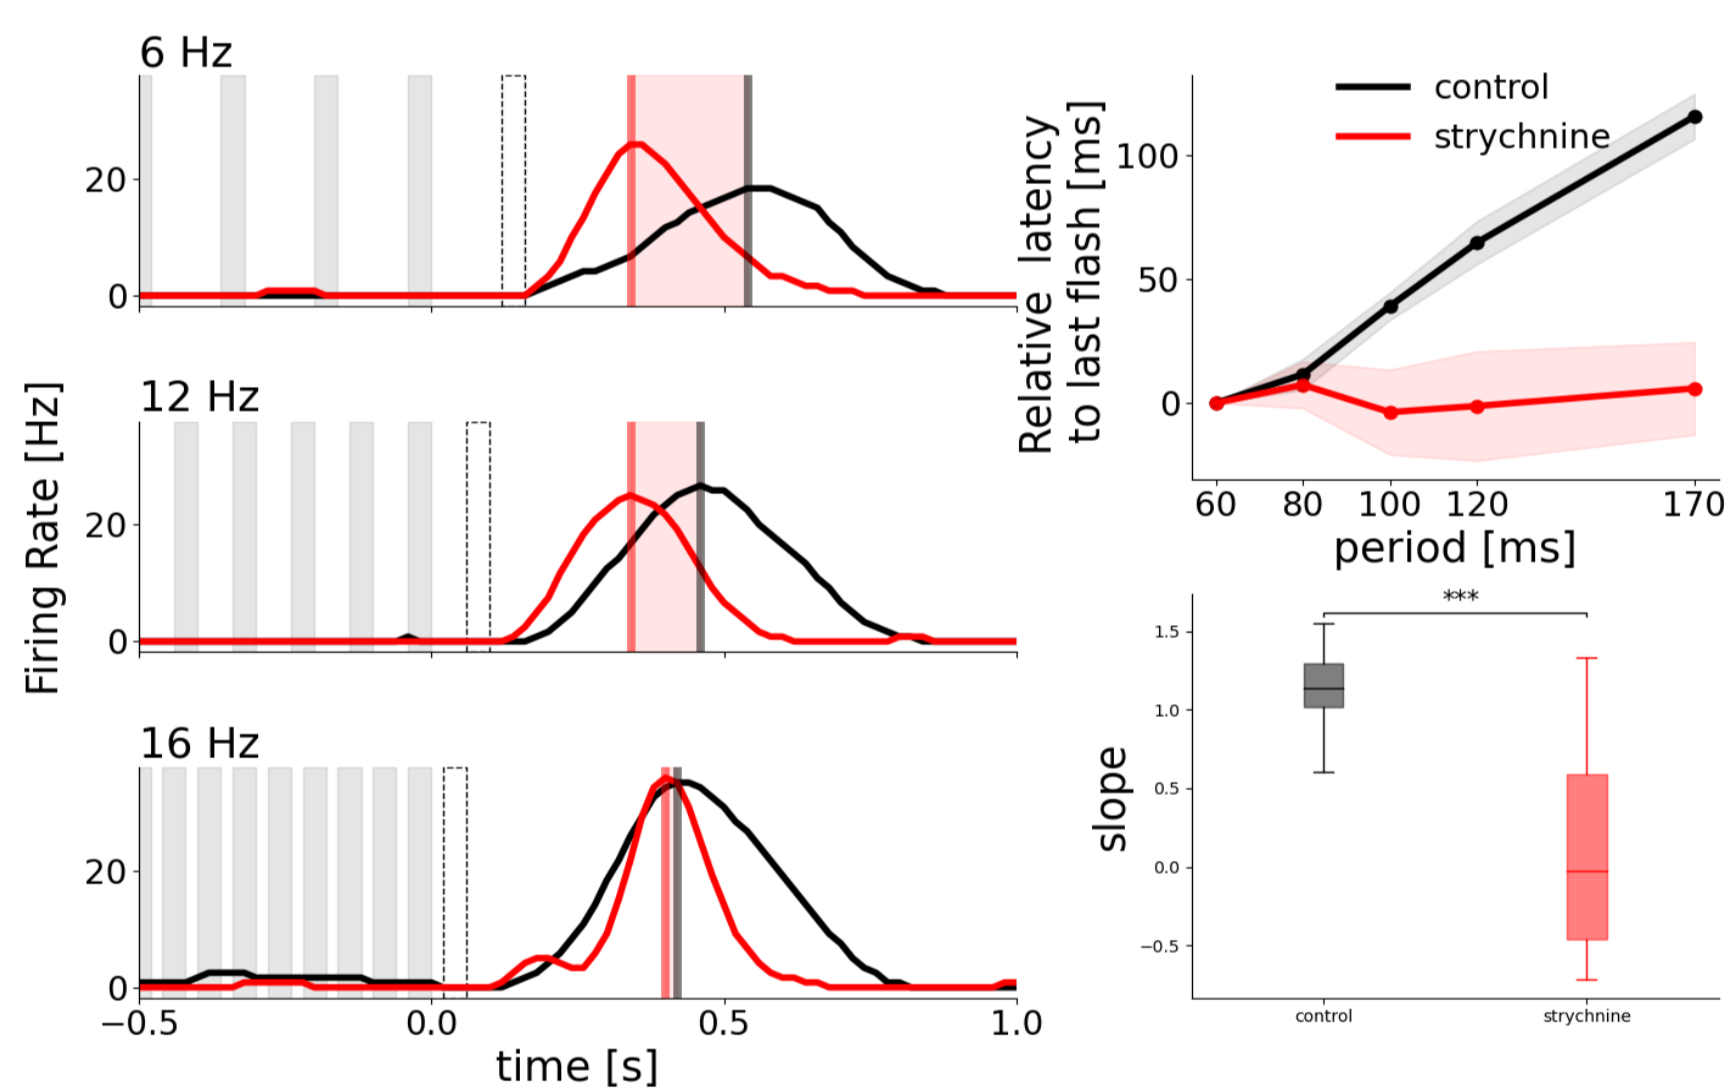 6 Hz
20
0
12 Hz
20
0
16 Hz
20
0
−0.5 0.0 0.5 1.0
time [s]
Firing Rate [Hz]
control
strychnine
Relative latency
to last flash [ms]
100
50
0
60 80 100 120 170
period [ms]
***
1.5
1.0
0.5
0.0
−0.5
slope
control strychnine